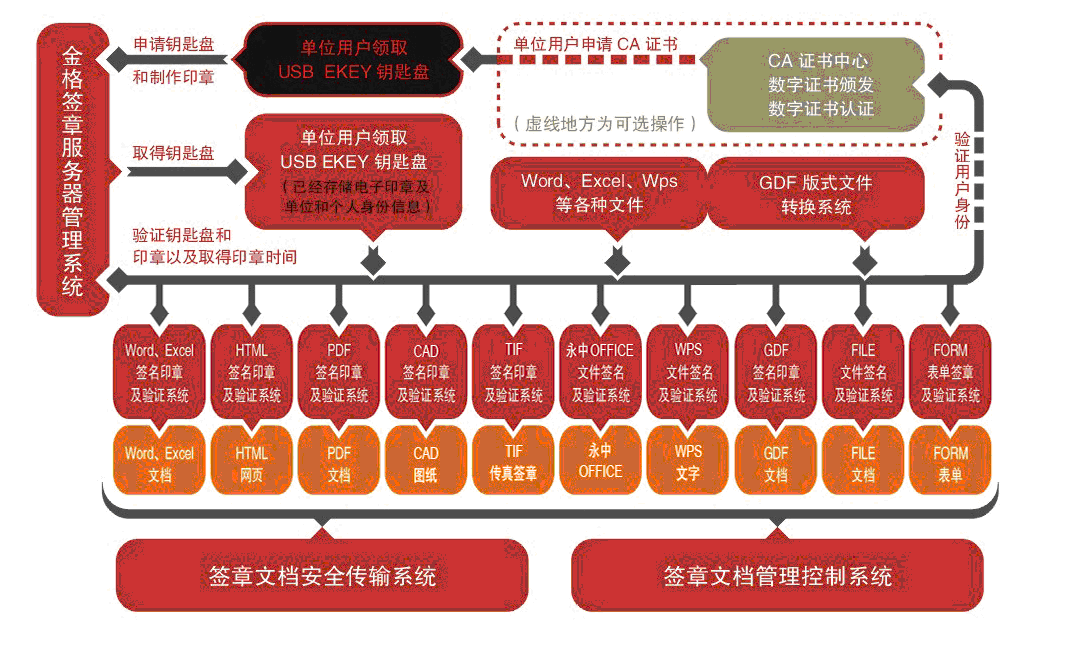 金格签章服务器管理系统
申请钥匙盘
和制作印章
单位用户领取
USB EKEY 钥匙盘
单位用户申请 CA 证书
CA 证书中心
数字证书颁发
数字证书认证
(虚线地方为可选操作)
取得钥匙盘
单位用户领取
USB EKEY 钥匙盘
(已经存储电子印章及
单位和个人身份信息)
Word、Excel、Wps
等各种文件
GDF 版式文件
转换系统
验证用户身份
验证钥匙盘和
印章以及取得印章时间
Word、Excel
签名印章
及验证系统
HTML
签名印章
及验证系统
PDF
签名印章
及验证系统
CAD
签名印章
及验证系统
TIF
签名印章
及验证系统
永中OFFICE
文件签名
及验证系统
WPS
文件签名
及验证系统
GDF
签名印章
及验证系统
FILE
文件签名
及验证系统
FORM
表单签章
及验证系统
Word、Excel
文档
HTML
网页
PDF
文档
CAD
图纸
TIF
传真签章
永中
OFFICE
WPS
文字
GDF
文档
FILE
文档
FORM
表单
签章文档安全传输系统
签章文档管理控制系统